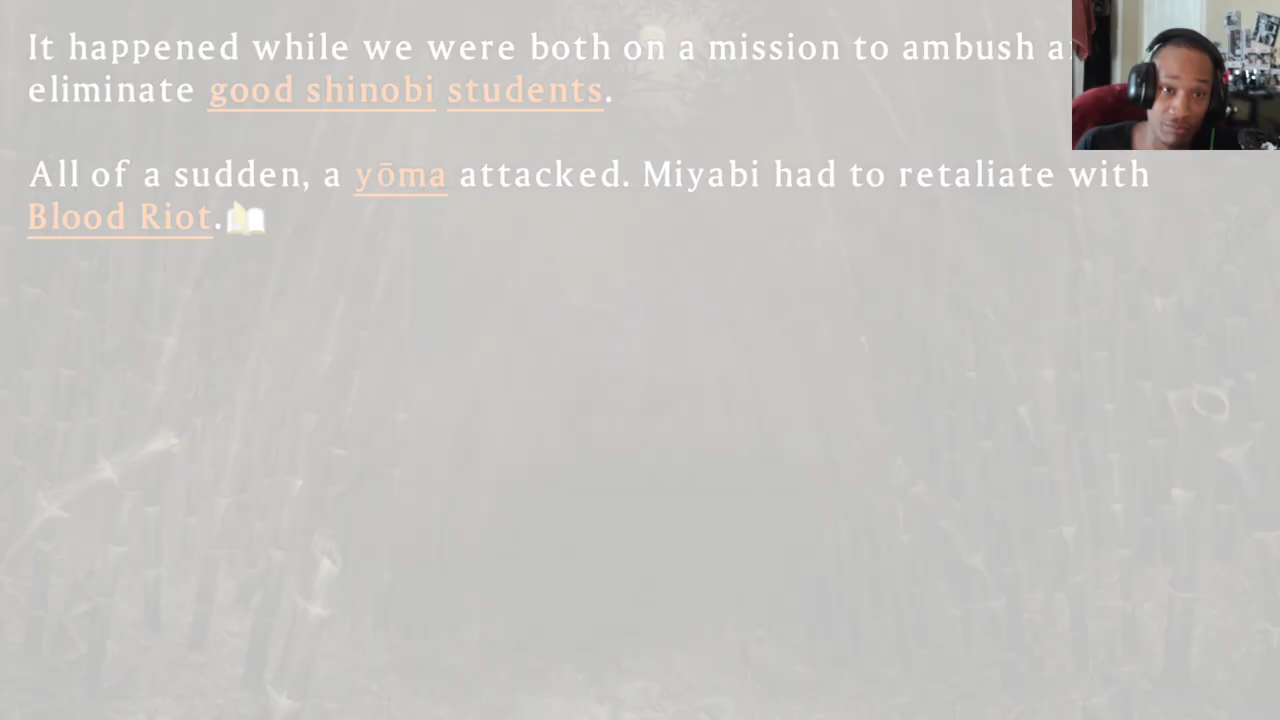 It happened while we were both on a mission to ambush a
eliminate good shinobi students.
All of a sudden, a yōma attacked. Miyabi had to retaliate with
Blood Riot.